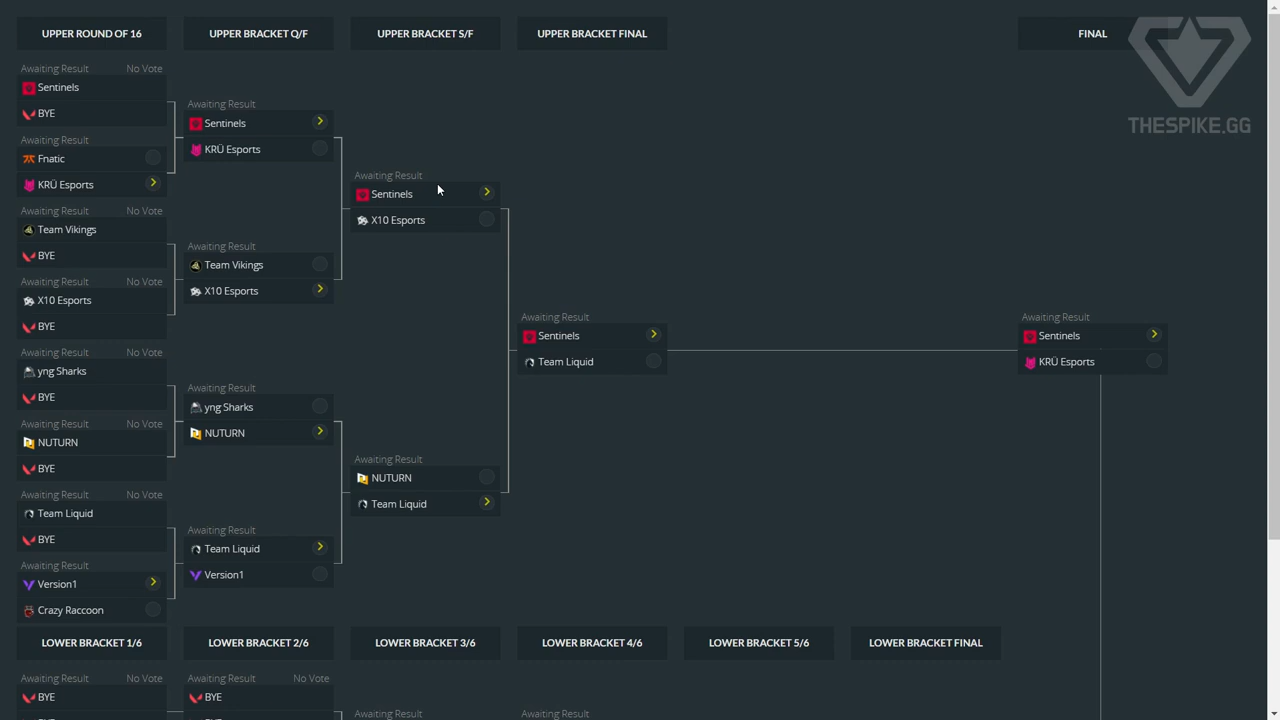 UPPER ROUND OF 16
UPPER BRACKET Q/F
UPPER BRACKET S/F
UPPER BRACKET FINAL
FINAL
THESPIKE.GG
Awaiting Result No Vote
Sentinels
BYE
Awaiting Result No Vote
Fnatic
KRÜ Esports
Awaiting Result No Vote
Team Vikings
BYE
Awaiting Result No Vote
X10 Esports
BYE
Awaiting Result No Vote
yng Sharks
BYE
Awaiting Result No Vote
NUTURN
BYE
Awaiting Result No Vote
Team Liquid
BYE
Awaiting Result No Vote
Version1
Crazy Raccoon
Awaiting Result
Sentinels
KRÜ Esports
Awaiting Result
Team Vikings
X10 Esports
Awaiting Result
yng Sharks
NUTURN
Awaiting Result
Team Liquid
Version1
Awaiting Result
Sentinels
X10 Esports
Awaiting Result
NUTURN
Team Liquid
Awaiting Result
Sentinels
Team Liquid
Awaiting Result
Sentinels
KRÜ Esports
LOWER BRACKET 1/6
LOWER BRACKET 2/6
LOWER BRACKET 3/6
LOWER BRACKET 4/6
LOWER BRACKET 5/6
LOWER BRACKET FINAL
Awaiting Result No Vote
BYE
Awaiting Result No Vote
BYE
Awaiting Result
Awaiting Result